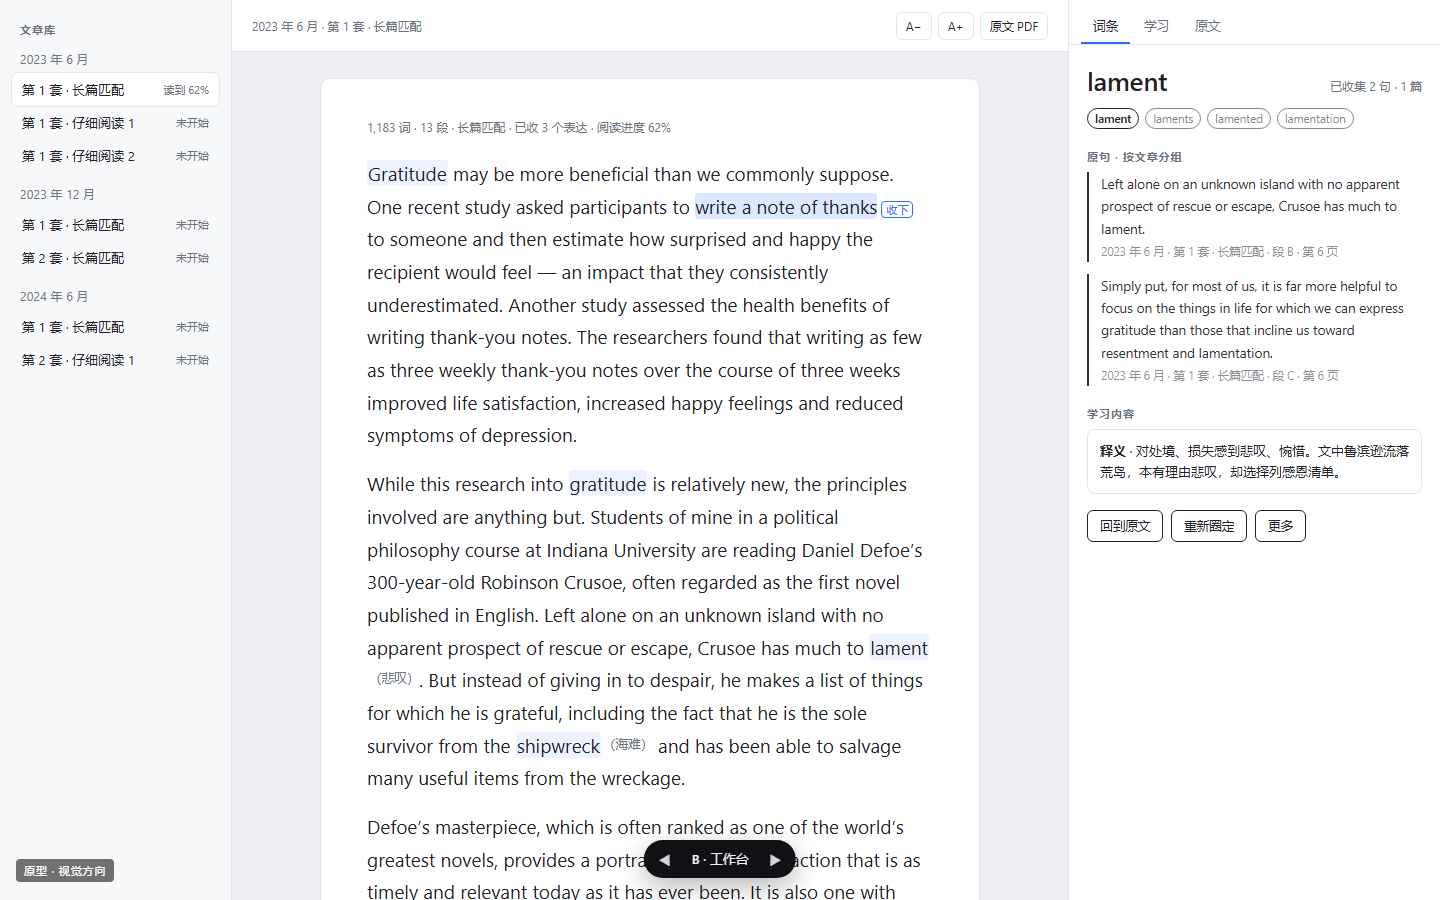 文章库
2023 年 6 月
第 1 套 · 长篇匹配 读到 62%
第 1 套 · 仔细阅读 1 未开始
第 1 套 · 仔细阅读 2 未开始
2023 年 12 月
第 1 套 · 长篇匹配 未开始
第 2 套 · 长篇匹配 未开始
2024 年 6 月
第 1 套 · 长篇匹配 未开始
第 2 套 · 仔细阅读 1 未开始
原型 · 视觉方向
2023 年 6 月 · 第 1 套 · 长篇匹配
A− A+ 原文 PDF
1,183 词 · 13 段 · 长篇匹配 · 已收 3 个表达 · 阅读进度 62%
Gratitude may be more beneficial than we commonly suppose.
One recent study asked participants to write a note of thanks 收下
to someone and then estimate how surprised and happy the
recipient would feel — an impact that they consistently
underestimated. Another study assessed the health benefits of
writing thank-you notes. The researchers found that writing as few
as three weekly thank-you notes over the course of three weeks
improved life satisfaction, increased happy feelings and reduced
symptoms of depression.
While this research into gratitude is relatively new, the principles
involved are anything but. Students of mine in a political
philosophy course at Indiana University are reading Daniel Defoe's
300-year-old Robinson Crusoe, often regarded as the first novel
published in English. Left alone on an unknown island with no
apparent prospect of rescue or escape, Crusoe has much to lament
（悲叹）. But instead of giving in to despair, he makes a list of things
for which he is grateful, including the fact that he is the sole
survivor from the shipwreck （海难） and has been able to salvage
many useful items from the wreckage.
Defoe's masterpiece, which is often ranked as one of the world's
greatest novels, provides a portra action that is as
timely and relevant today as it has ever been. It is also one with
◀ B · 工作台 ▶
词条 学习 原文
lament 已收集 2 句 · 1 篇
lament laments lamented lamentation
原句 · 按文章分组
Left alone on an unknown island with no apparent
prospect of rescue or escape, Crusoe has much to
lament.
2023 年 6 月 · 第 1 套 · 长篇匹配 · 段 B · 第 6 页
Simply put, for most of us, it is far more helpful to
focus on the things in life for which we can express
gratitude than those that incline us toward
resentment and lamentation.
2023 年 6 月 · 第 1 套 · 长篇匹配 · 段 C · 第 6 页
学习内容
释义 · 对处境、损失感到悲叹、惋惜。文中鲁滨逊流落
荒岛，本有理由悲叹，却选择列感恩清单。
回到原文 重新圈定 更多